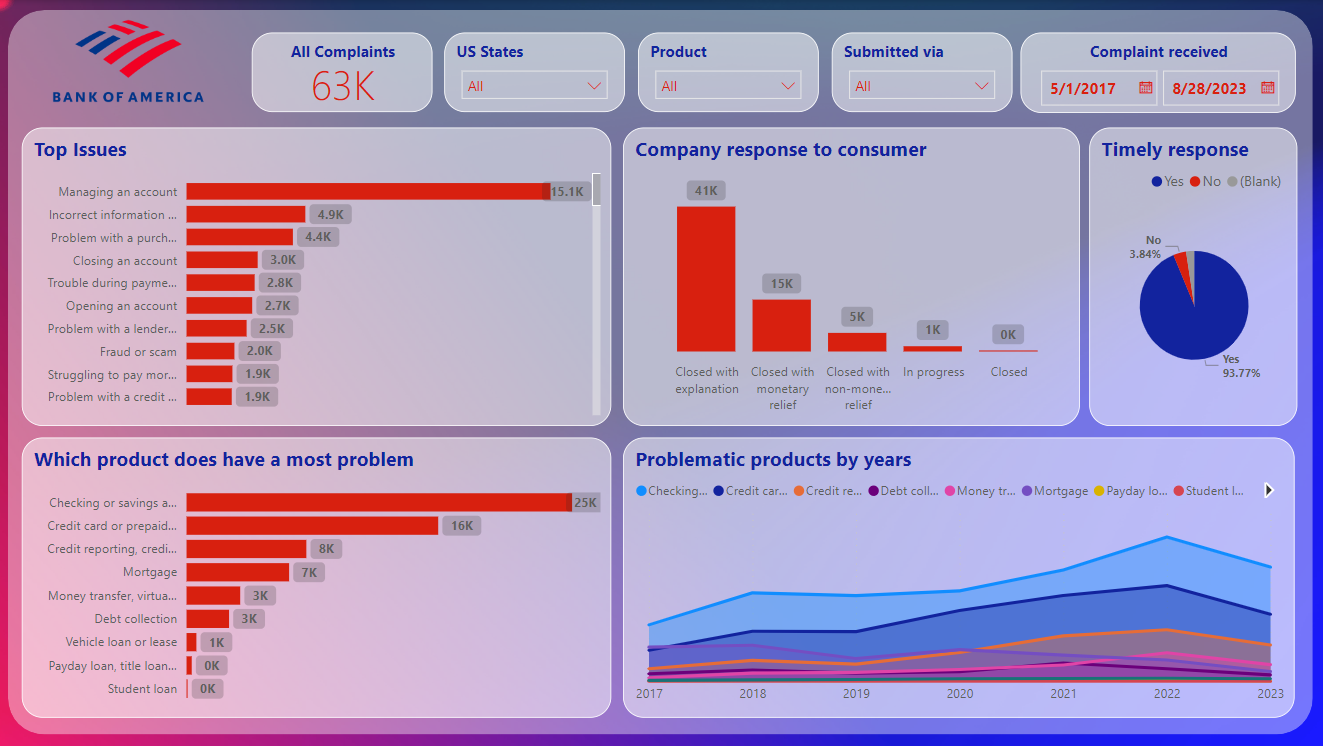 BANK OF AMERICA
All Complaints
63K
US States
All
Product
All
Submitted via
All
Complaint received
5/1/2017
8/28/2023
Top Issues
Managing an account 15.1K
Incorrect information ... 4.9K
Problem with a purch... 4.4K
Closing an account 3.0K
Trouble during payme... 2.8K
Opening an account 2.7K
Problem with a lender... 2.5K
Fraud or scam 2.0K
Struggling to pay mor... 1.9K
Problem with a credit ... 1.9K
Company response to consumer
41K
15K
5K
1K
0K
Closed with
explanation
Closed with
monetary
relief
Closed with
non-mone...
relief
In progress
Closed
Timely response
Yes No (Blank)
No
3.84%
Yes
93.77%
Which product does have a most problem
Checking or savings a... 25K
Credit card or prepaid... 16K
Credit reporting, credi... 8K
Mortgage 7K
Money transfer, virtua... 3K
Debt collection 3K
Vehicle loan or lease 1K
Payday loan, title loan... 0K
Student loan 0K
Problematic products by years
Checking... Credit car... Credit re... Debt coll... Money tr... Mortgage Payday lo... Student l...
2017 2018 2019 2020 2021 2022 2023